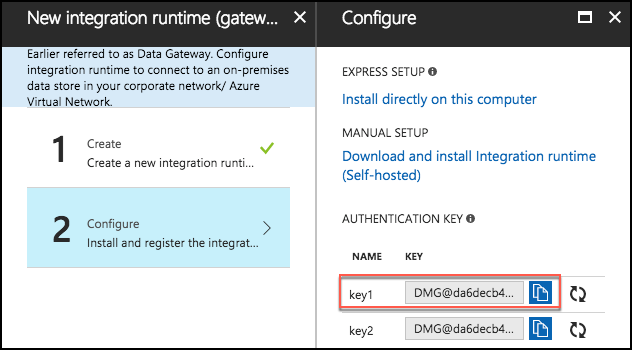 New integration runtime (gatew...
Earlier referred to as Data Gateway. Configure
integration runtime to connect to an on-premises
data store in your corporate network/ Azure
Virtual Network.
1
Create
Create a new integration runti...
2
Configure
Install and register the integrat...
Configure
EXPRESS SETUP
Install directly on this computer
MANUAL SETUP
Download and install Integration runtime
(Self-hosted)
AUTHENTICATION KEY
NAME KEY
key1 DMG@da6decb4...
key2 DMG@da6decb4...